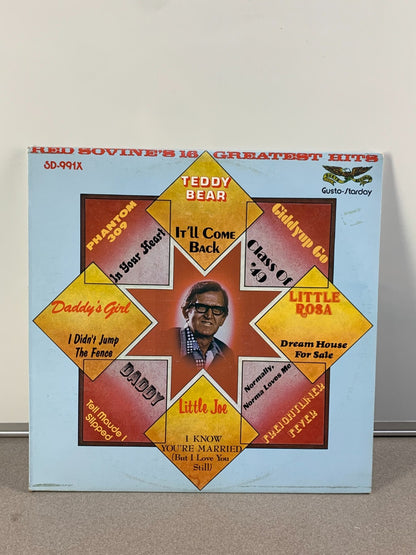 RED SOVINE'S 16 GREATEST HITS
SD-991X
Gusto-Starday
TEDDY
BEAR
IT'LL COME
BACK
PHANTOM
309
In Your Heart
Giddyup Go
Class Of
'49
Daddy's Girl
I Didn't Jump
The Fence
LITTLE
ROSA
Dream House
For Sale
DADDY
Tell Maude I
Slipped
Little Joe
I KNOW
YOU'RE MARRIED
(But I Love You
Still)
Normally,
Norma Loves Me
FREIGHTLINER
FEVER